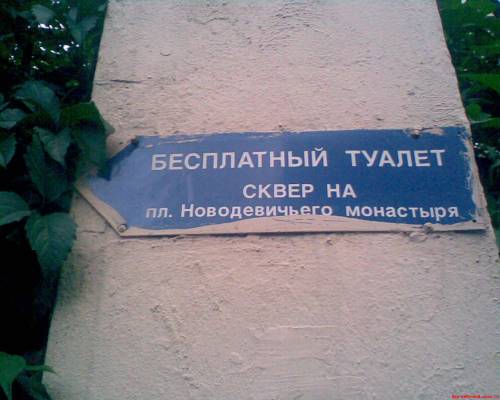 БЕСПЛАТНЫЙ ТУАЛЕТ
СКВЕР НА
пл. Новодевичьего монастыря